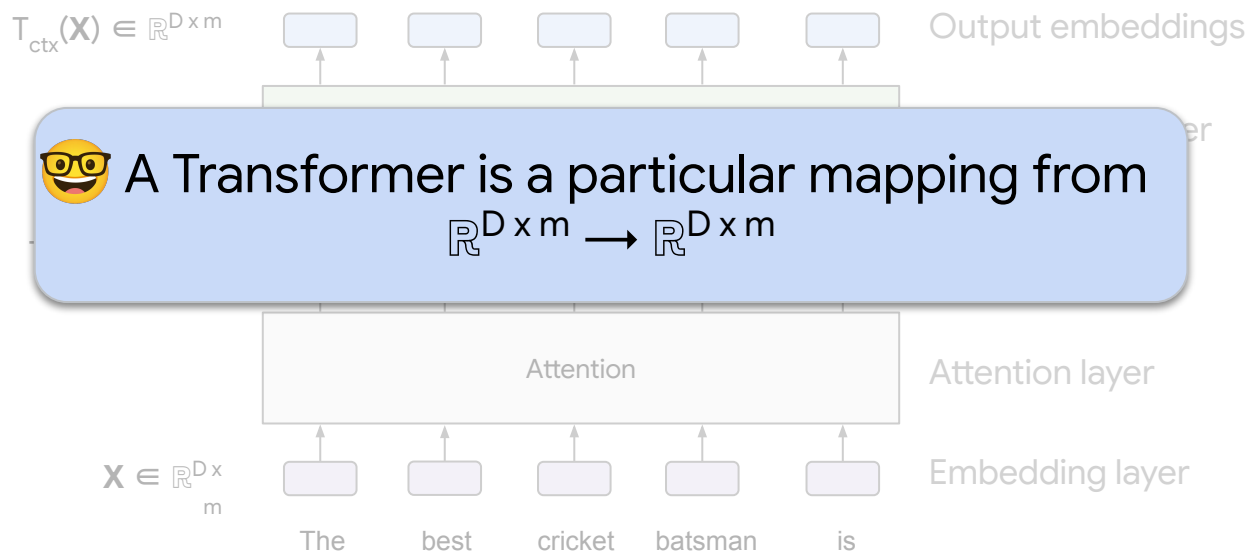 T_ctx(X) ∈ ℝ^D x m
Output embeddings
er
🤓 A Transformer is a particular mapping from
ℝ^D x m → ℝ^D x m
Attention
Attention layer
X ∈ ℝ^D x
m
Embedding layer
The best cricket batsman is